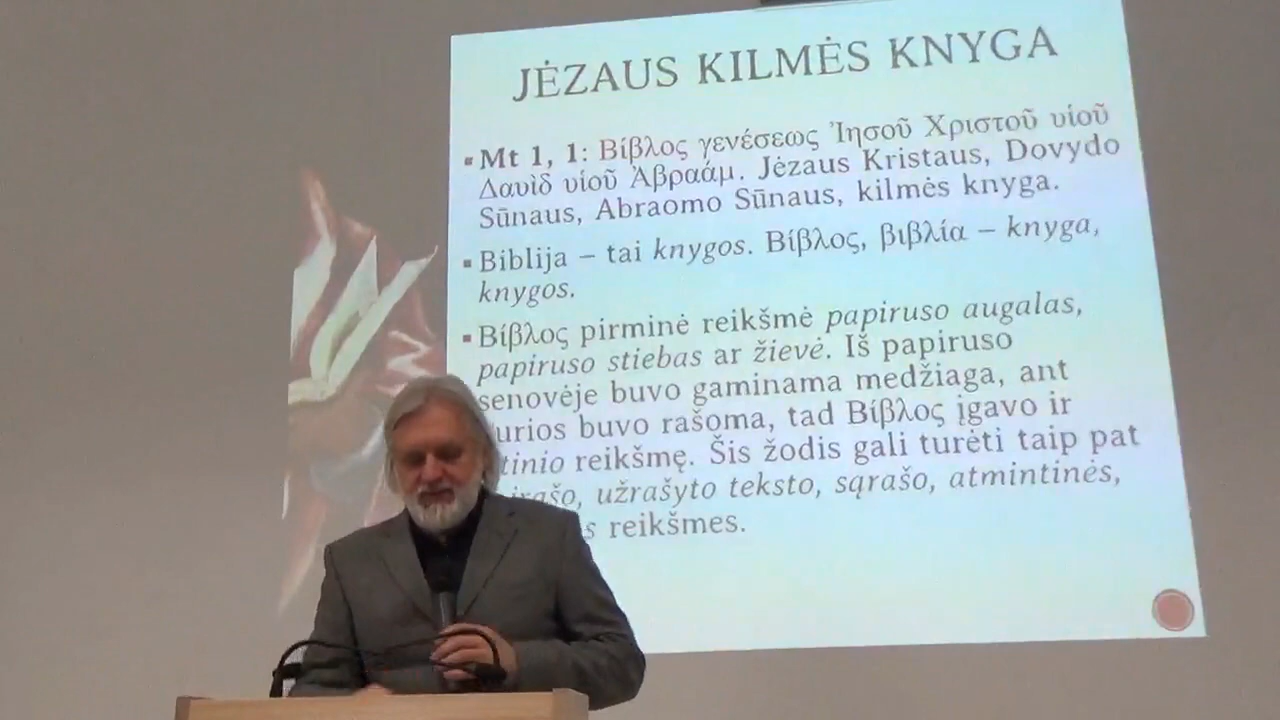 JĖZAUS KILMĖS KNYGA
▪ Mt 1, 1: Βίβλος γενέσεως Ἰησοῦ Χριστοῦ υἱοῦ
Δαυὶδ υἱοῦ Ἀβραάμ. Jėzaus Kristaus, Dovydo
Sūnaus, Abraomo Sūnaus, kilmės knyga.
▪ Biblija – tai knygos. Βίβλος, βιβλία – knyga,
knygos.
▪ Βίβλος pirminė reikšmė papiruso augalas,
papiruso stiebas ar žievė. Iš papiruso
senovėje buvo gaminama medžiaga, ant
urios buvo rašoma, tad Βίβλος įgavo ir
tinio reikšmę. Šis žodis gali turėti taip pat
užrašyto teksto, sąrašo, atmintinės,
reikšmes.